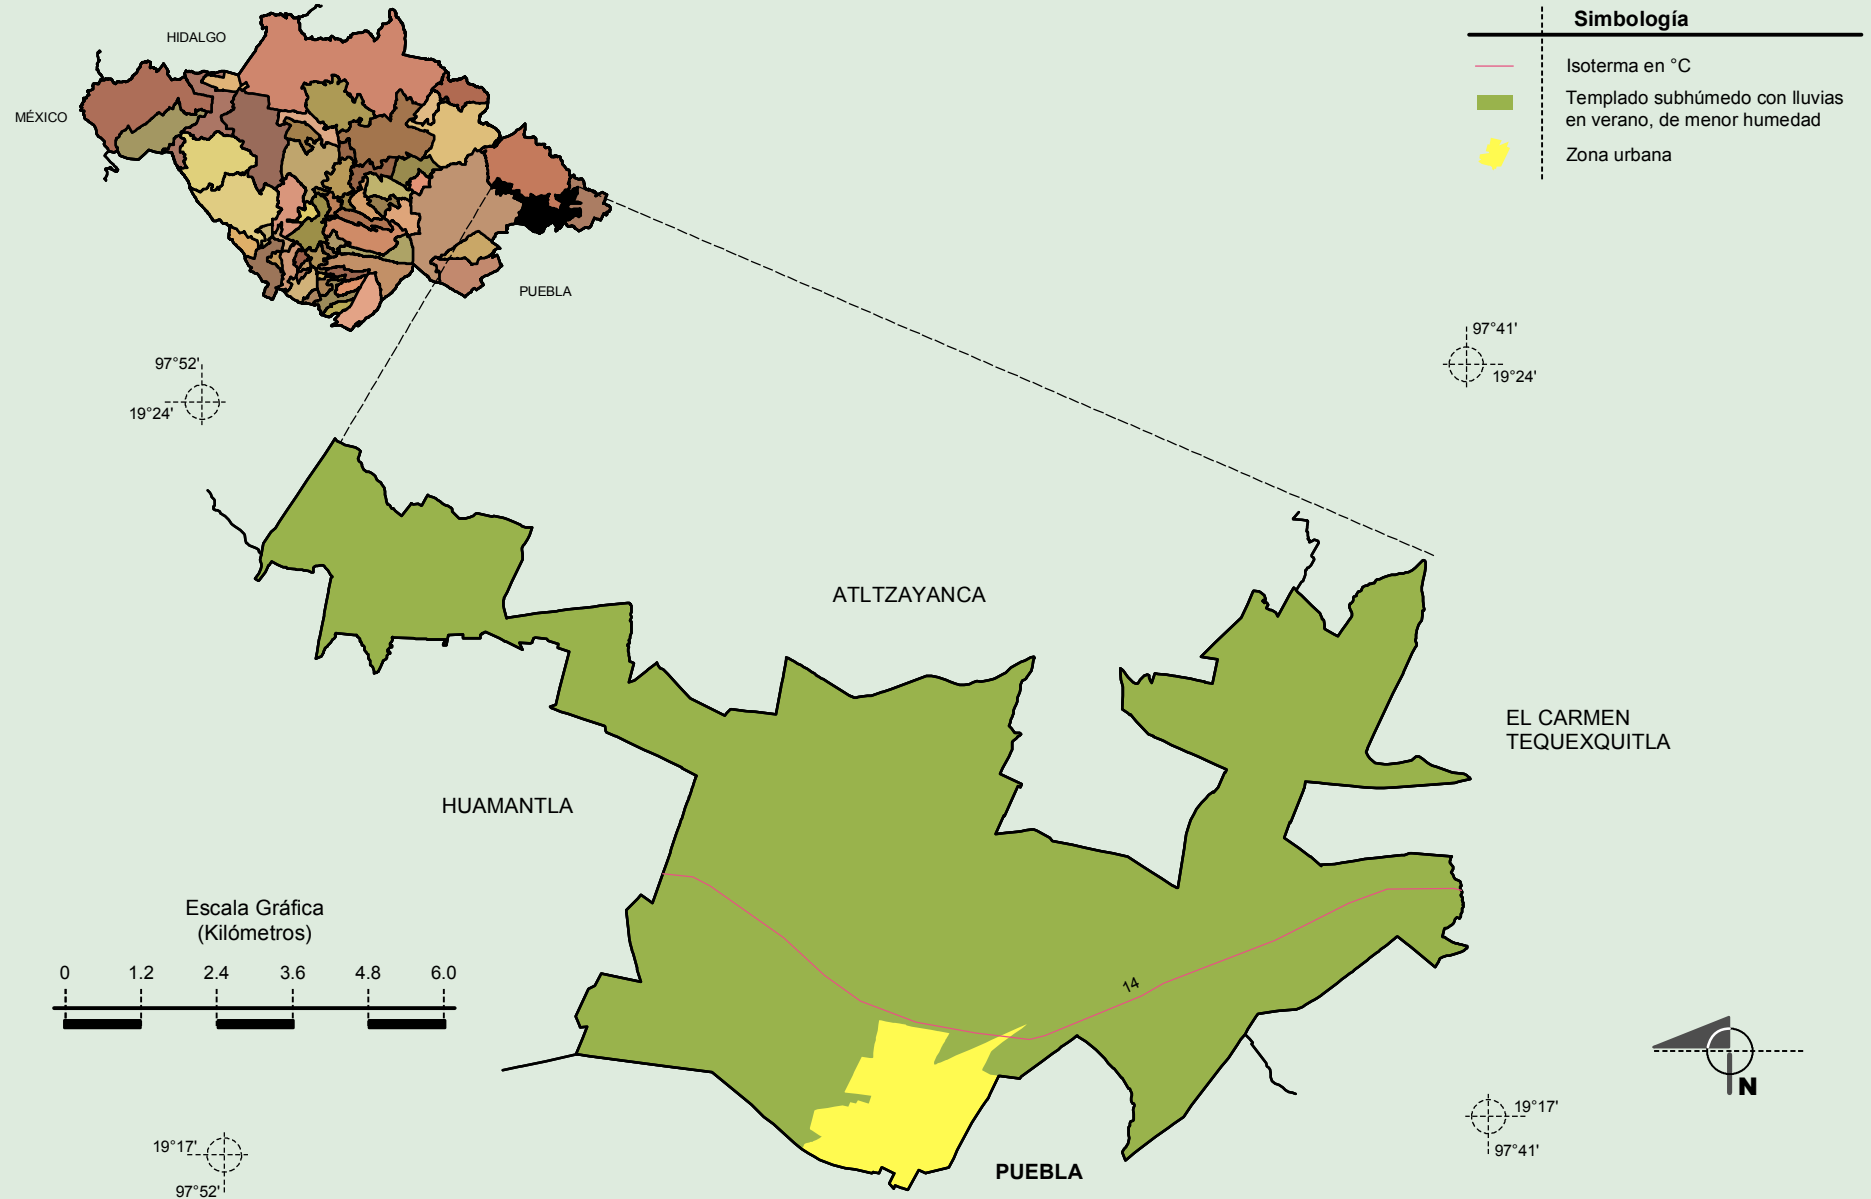 HIDALGO
MÉXICO
PUEBLA
Simbología
Isoterma en °C
Templado subhúmedo con lluvias
en verano, de menor humedad
Zona urbana
97°52'
19°24'
97°41'
19°24'
ATLTZAYANCA
EL CARMEN
TEQUEXQUITLA
HUAMANTLA
Escala Gráfica
(Kilómetros)
0 1.2 2.4 3.6 4.8 6.0
14
N
19°17'
97°52'
19°17'
97°41'
PUEBLA